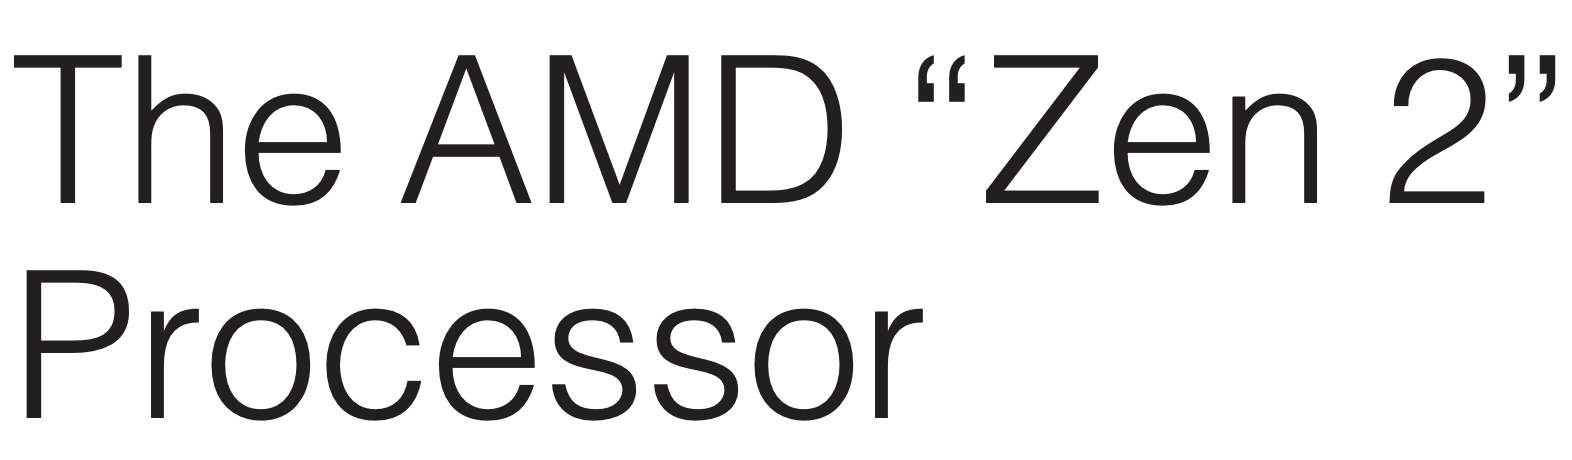 The AMD “Zen 2”
Processor